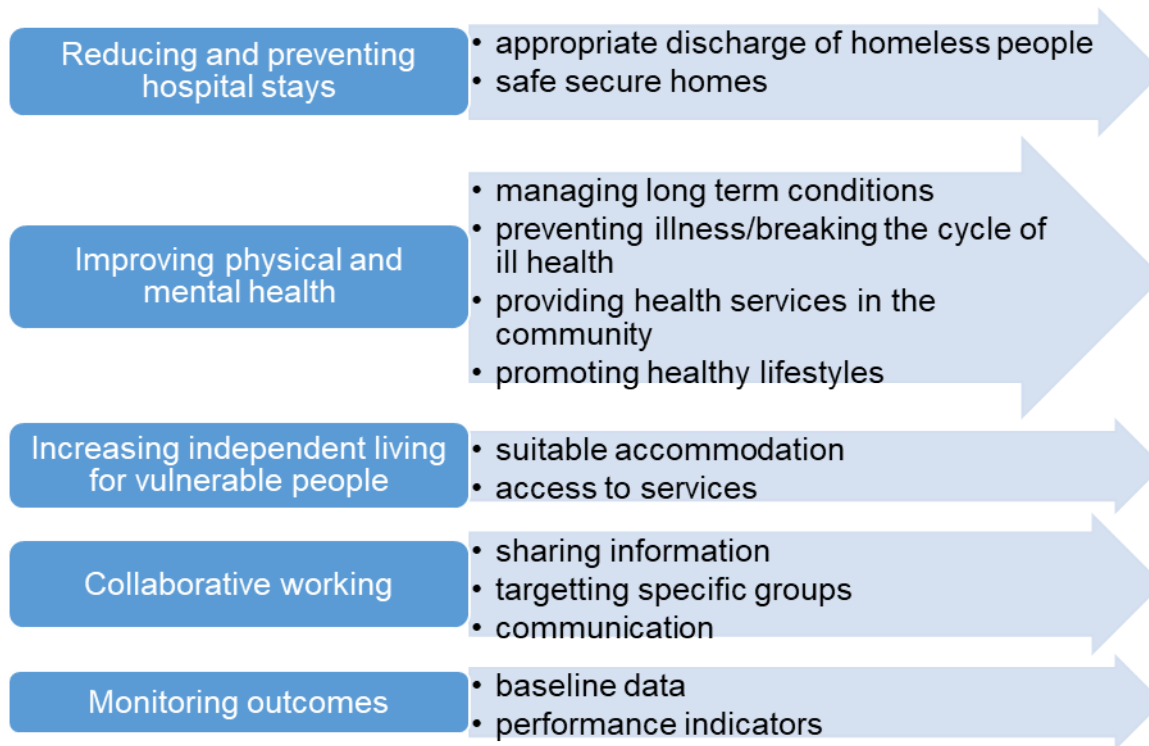 Reducing and preventing
hospital stays
• appropriate discharge of homeless people
• safe secure homes
Improving physical and
mental health
• managing long term conditions
• preventing illness/breaking the cycle of
ill health
• providing health services in the
community
• promoting healthy lifestyles
Increasing independent living
for vulnerable people
• suitable accommodation
• access to services
Collaborative working
• sharing information
• targetting specific groups
• communication
Monitoring outcomes
• baseline data
• performance indicators